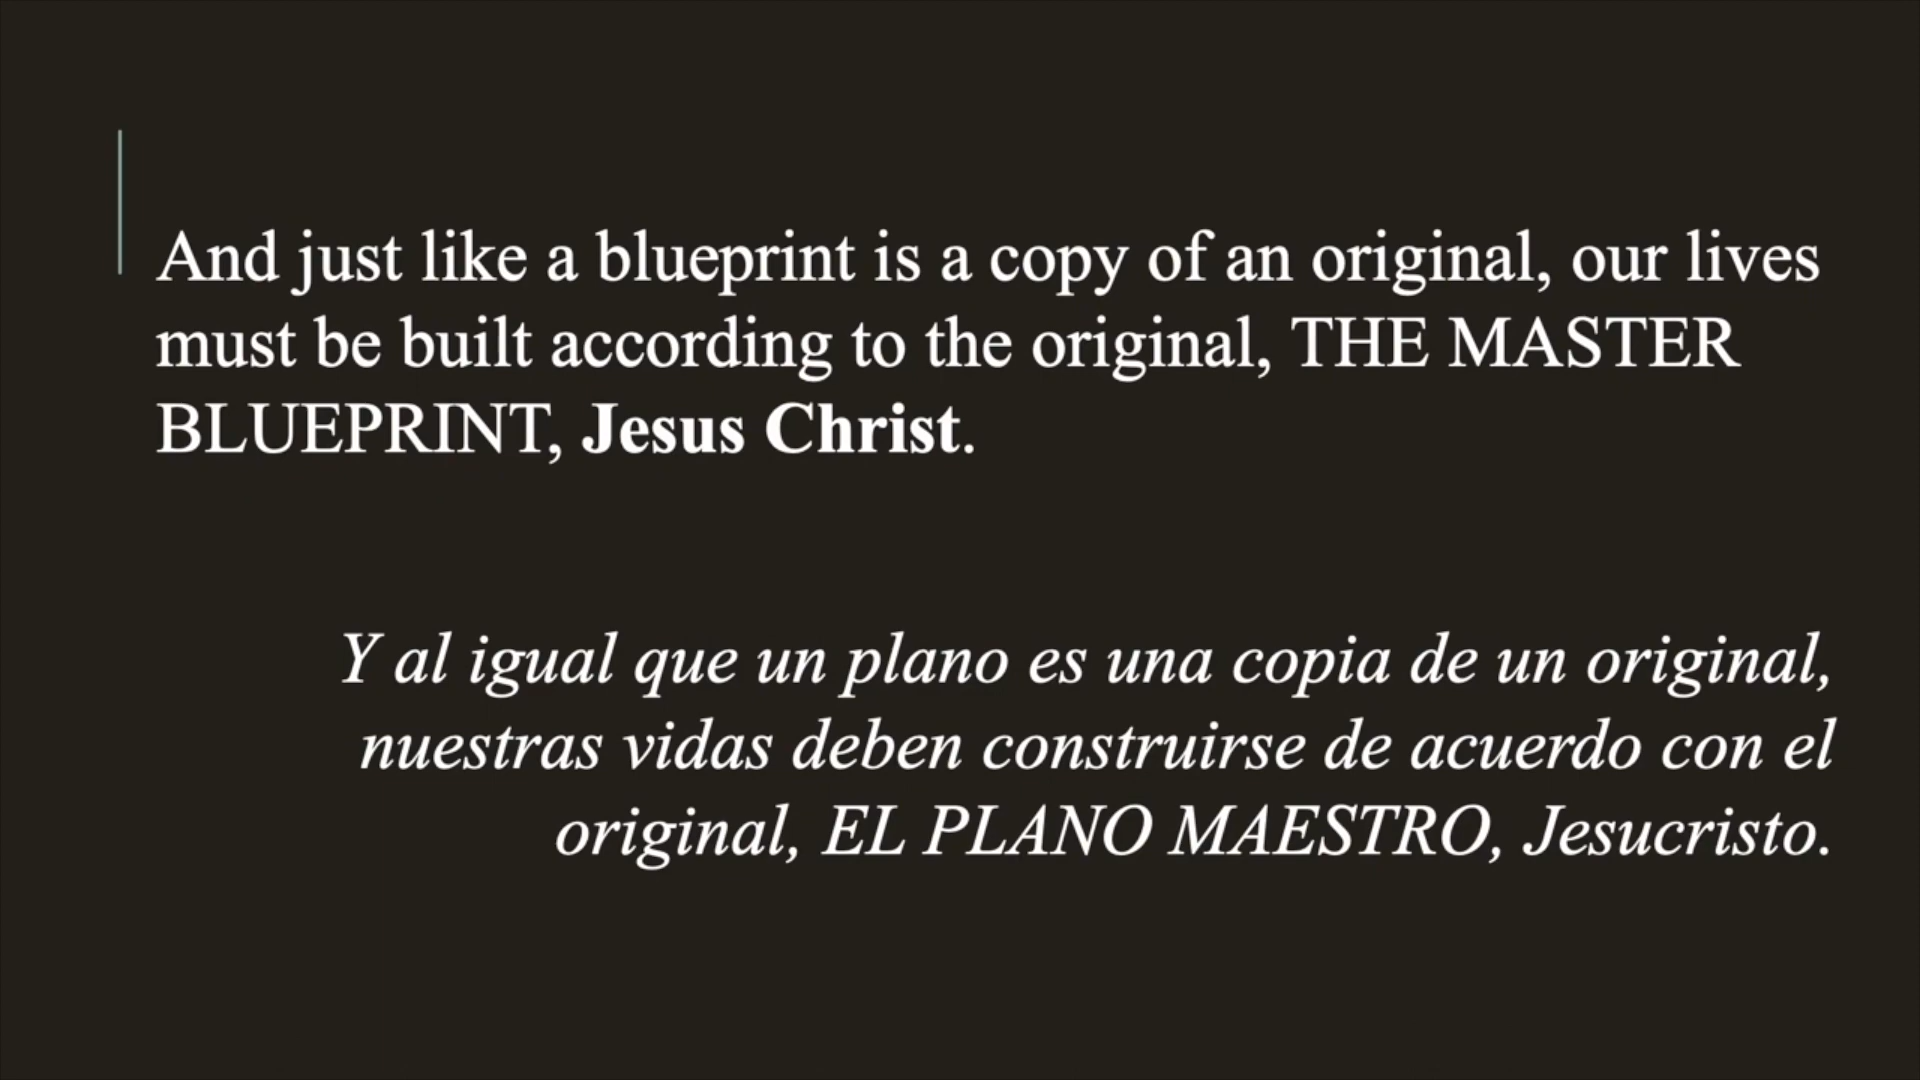 And just like a blueprint is a copy of an original, our lives
must be built according to the original, THE MASTER
BLUEPRINT, Jesus Christ.
Y al igual que un plano es una copia de un original,
nuestras vidas deben construirse de acuerdo con el
original, EL PLANO MAESTRO, Jesucristo.